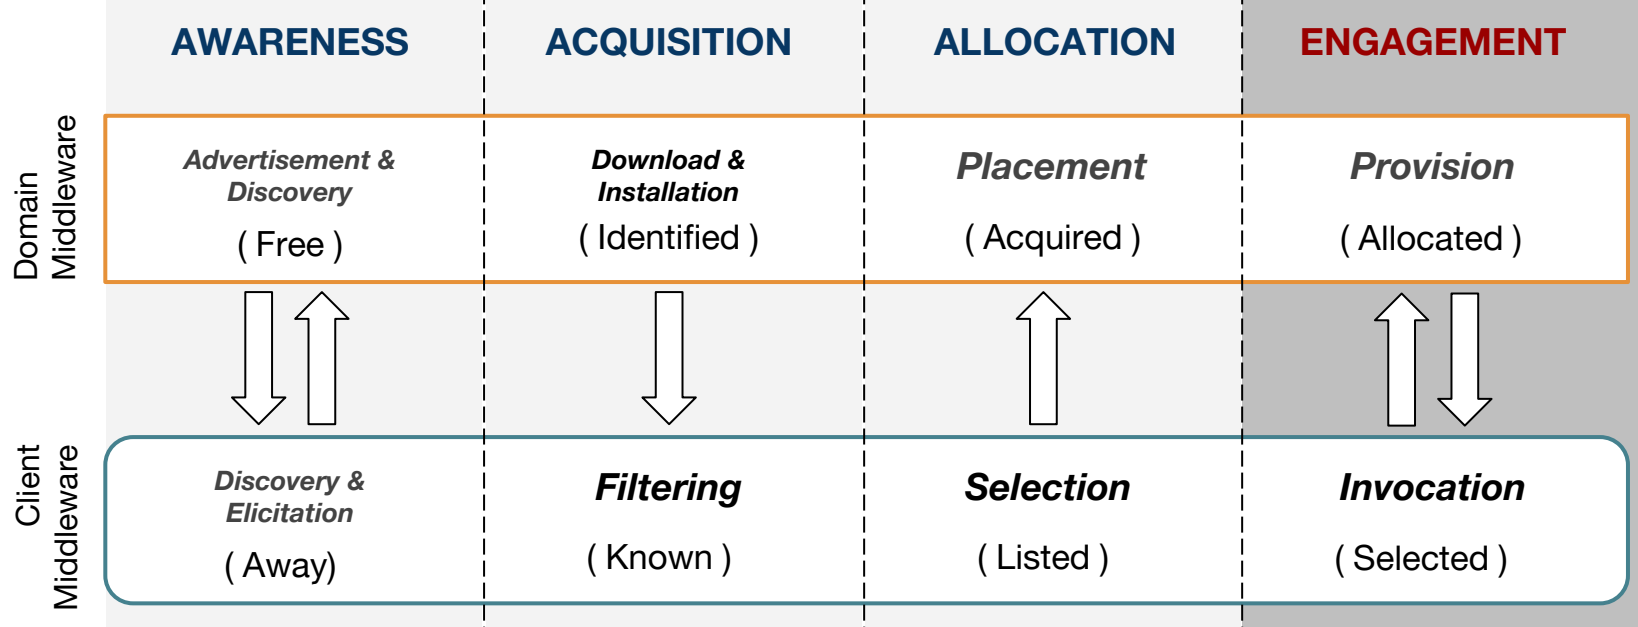 AWARENESS
ACQUISITION
ALLOCATION
ENGAGEMENT
Domain
Middleware
Advertisement &
Discovery
( Free )
Download &
Installation
( Identified )
Placement
( Acquired )
Provision
( Allocated )
Client
Middleware
Discovery &
Elicitation
( Away)
Filtering
( Known )
Selection
( Listed )
Invocation
( Selected )